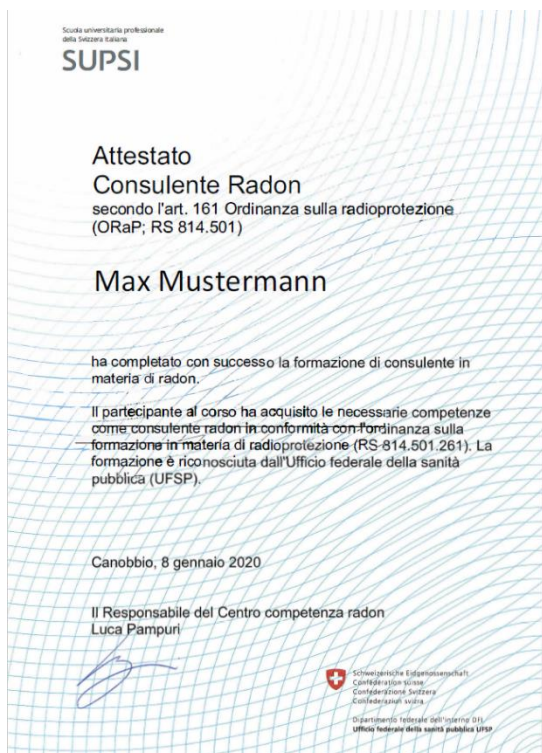 Scuola universitaria professionale
della Svizzera italiana
SUPSI
Attestato
Consulente Radon
secondo l'art. 161 Ordinanza sulla radioprotezione
(ORaP; RS 814.501)
Max Mustermann
ha completato con successo la formazione di consulente in
materia di radon.
Il partecipante al corso ha acquisito le necessarie competenze
come consulente radon in conformità con l'ordinanza sulla
formazione in materia di radioprotezione (RS 814.501.261). La
formazione è riconosciuta dall'Ufficio federale della sanità
pubblica (UFSP).
Canobbio, 8 gennaio 2020
Il Responsabile del Centro competenza radon
Luca Pampuri
Schweizerische Eidgenossenschaft
Confédération suisse
Confederazione Svizzera
Confederaziun svizra
Dipartimento federale dell'interno DFI
Ufficio federale della sanità pubblica UFSP